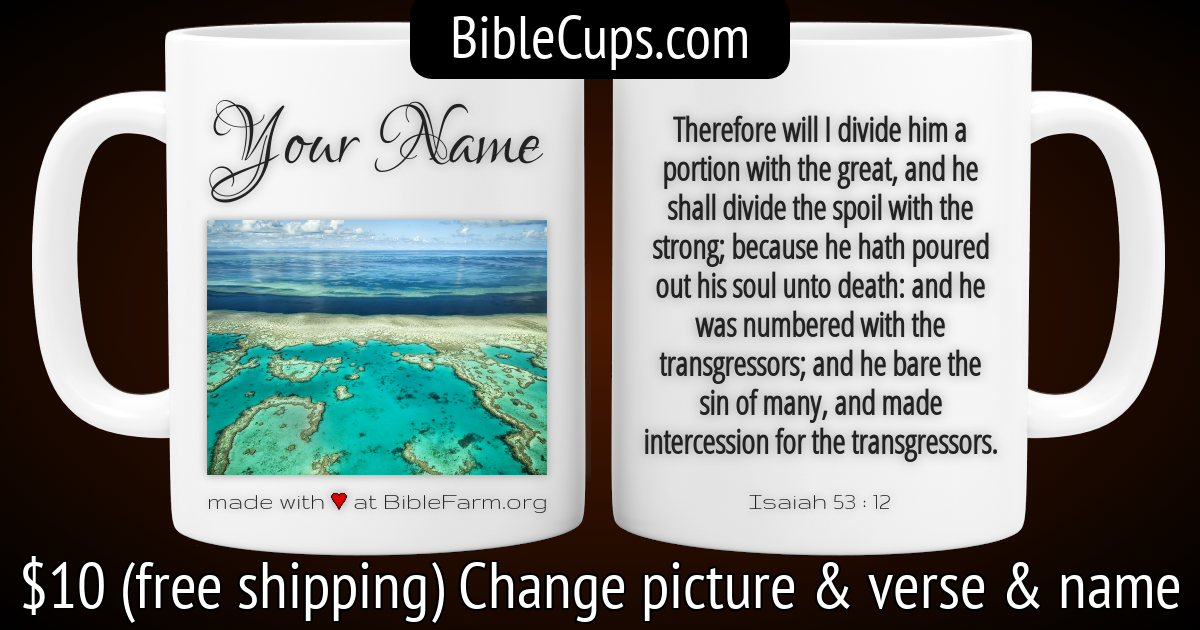 BibleCups.com
Your Name
made with ♥ at BibleFarm.org
Therefore will I divide him a
portion with the great, and he
shall divide the spoil with the
strong; because he hath poured
out his soul unto death: and he
was numbered with the
transgressors; and he bare the
sin of many, and made
intercession for the transgressors.
Isaiah 53 : 12
$10 (free shipping) Change picture & verse & name